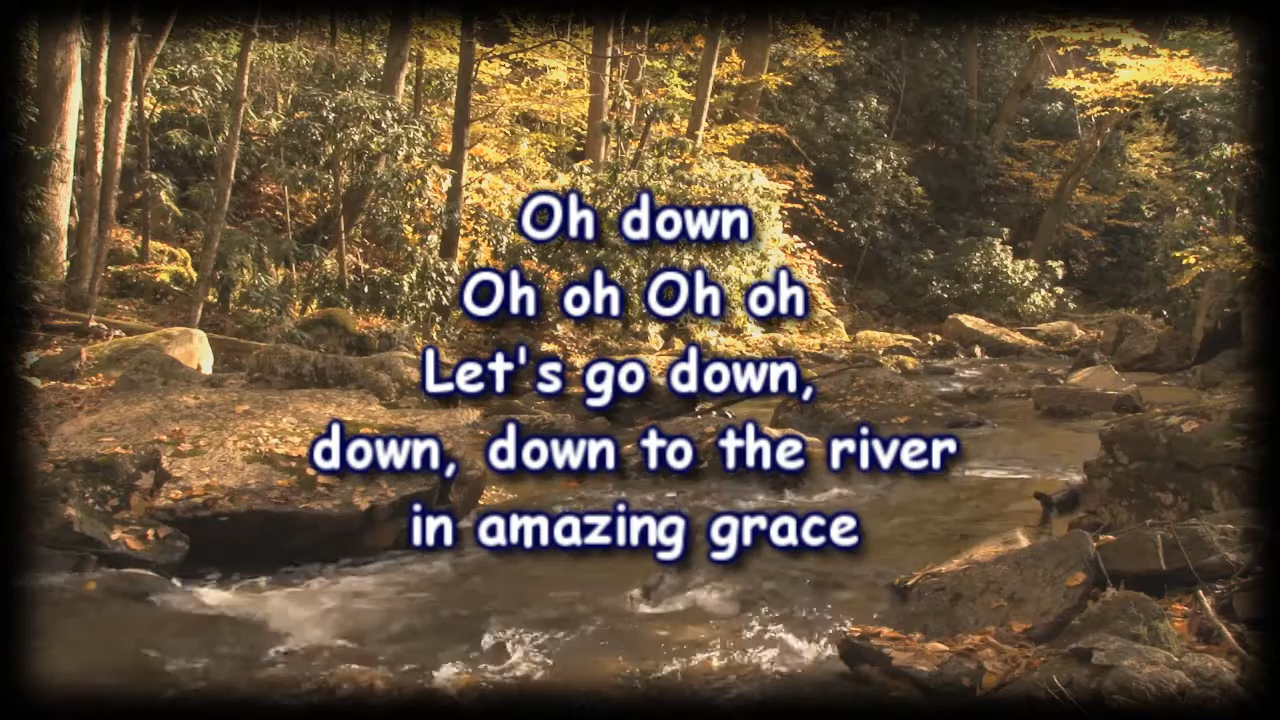 Oh down
Oh oh Oh oh
Let's go down,
down, down to the river
in amazing grace